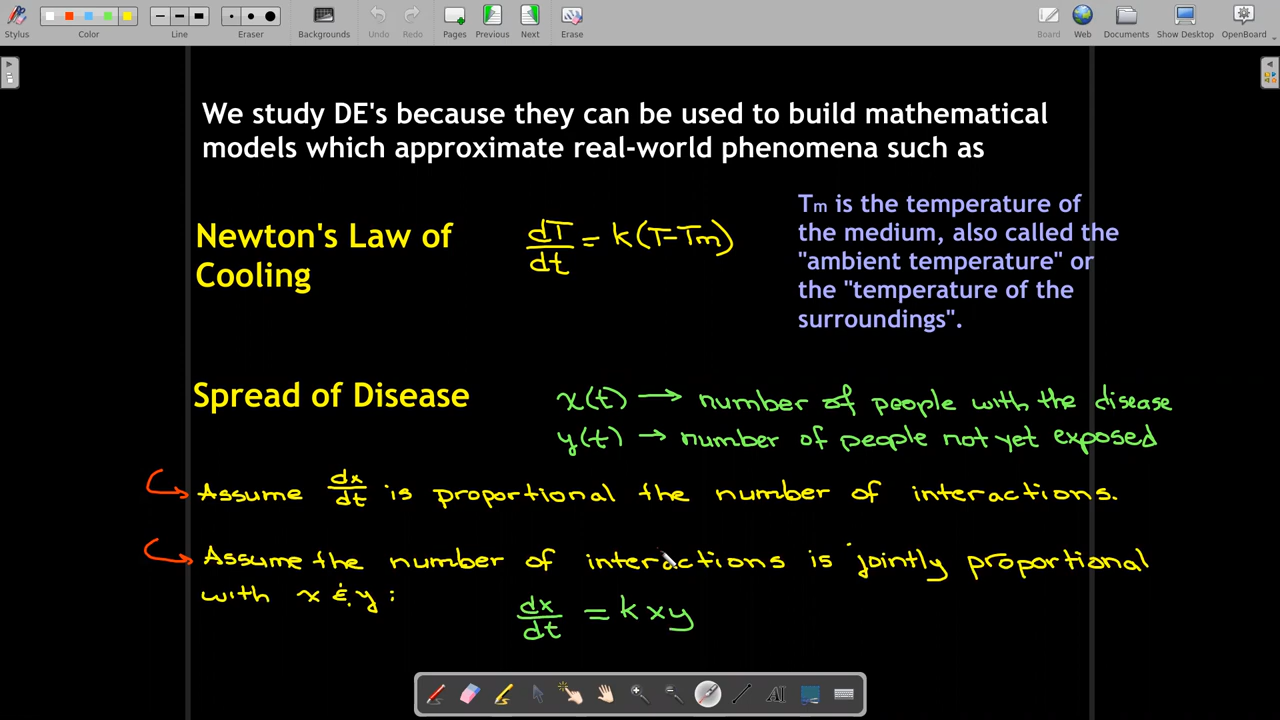 Stylus Color Line Eraser Backgrounds Undo Redo Pages Previous Next Erase Board Web Documents Show Desktop OpenBoard
We study DE's because they can be used to build mathematical
models which approximate real-world phenomena such as
Newton's Law of
Cooling
dT/dt = k(T-Tm)
Tm is the temperature of
the medium, also called the
"ambient temperature" or
the "temperature of the
surroundings".
Spread of Disease
x(t) → number of people with the disease
y(t) → number of people not yet exposed
Assume dx/dt is proportional the number of interactions.
Assume the number of interactions is jointly proportional
with x & y :
dx/dt = kxy
AI